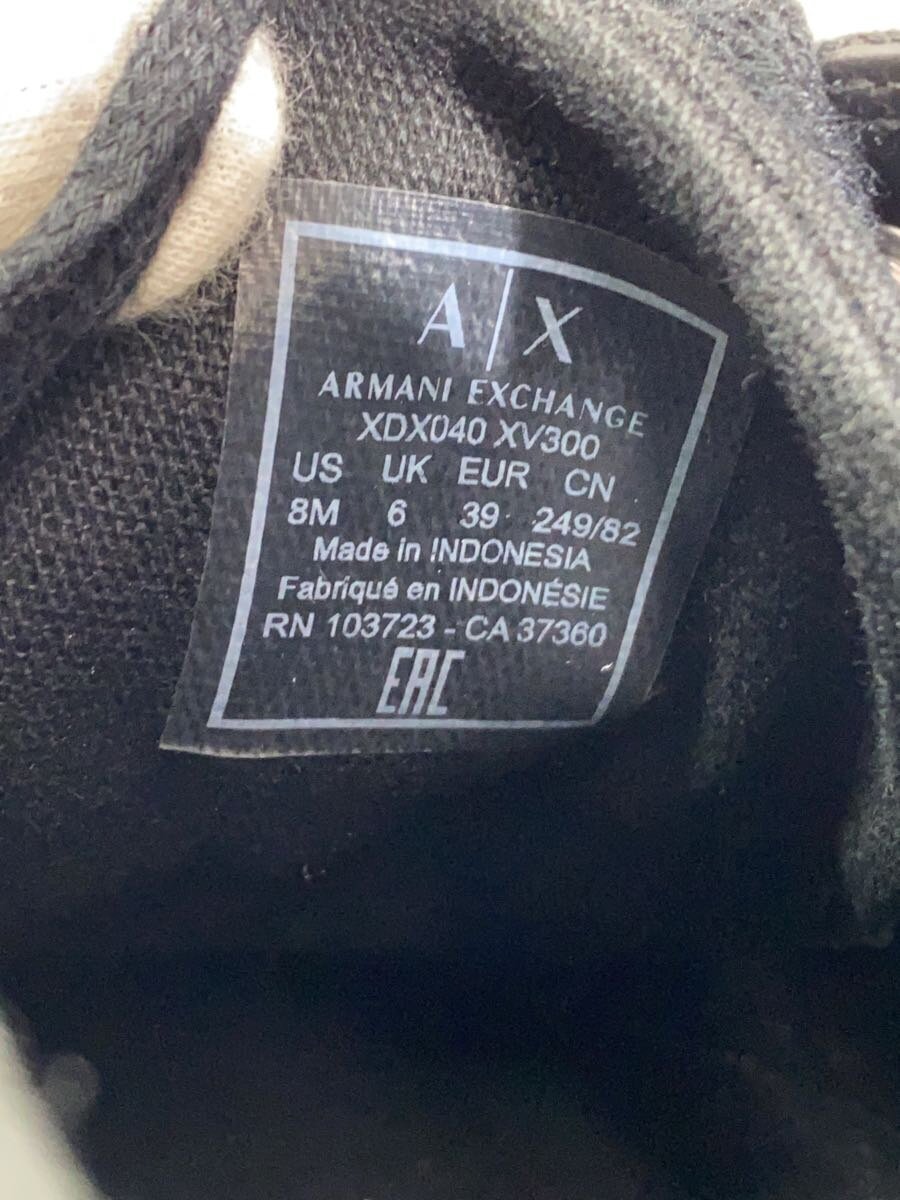 A|X
ARMANI EXCHANGE
XDX040 XV300
US UK EUR CN
8M 6 39 249/82
Made in INDONESIA
Fabriqué en INDONÉSIE
RN 103723 - CA 37360
EAC